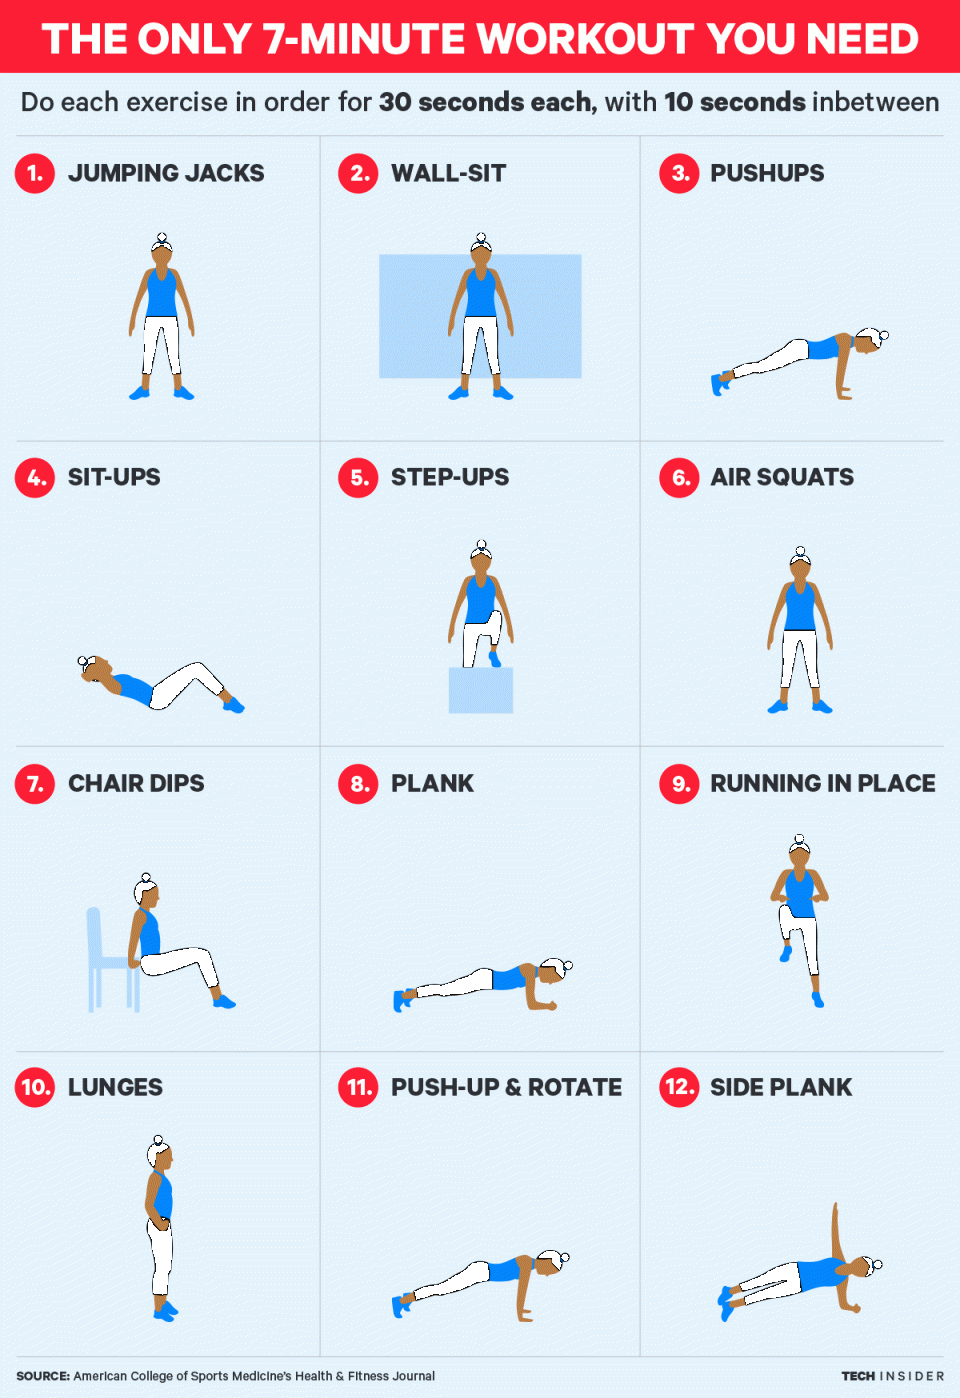 THE ONLY 7-MINUTE WORKOUT YOU NEED
Do each exercise in order for 30 seconds each, with 10 seconds inbetween
1. JUMPING JACKS
2. WALL-SIT
3. PUSHUPS
4. SIT-UPS
5. STEP-UPS
6. AIR SQUATS
7. CHAIR DIPS
8. PLANK
9. RUNNING IN PLACE
10. LUNGES
11. PUSH-UP & ROTATE
12. SIDE PLANK
SOURCE: American College of Sports Medicine's Health & Fitness Journal
TECH INSIDER